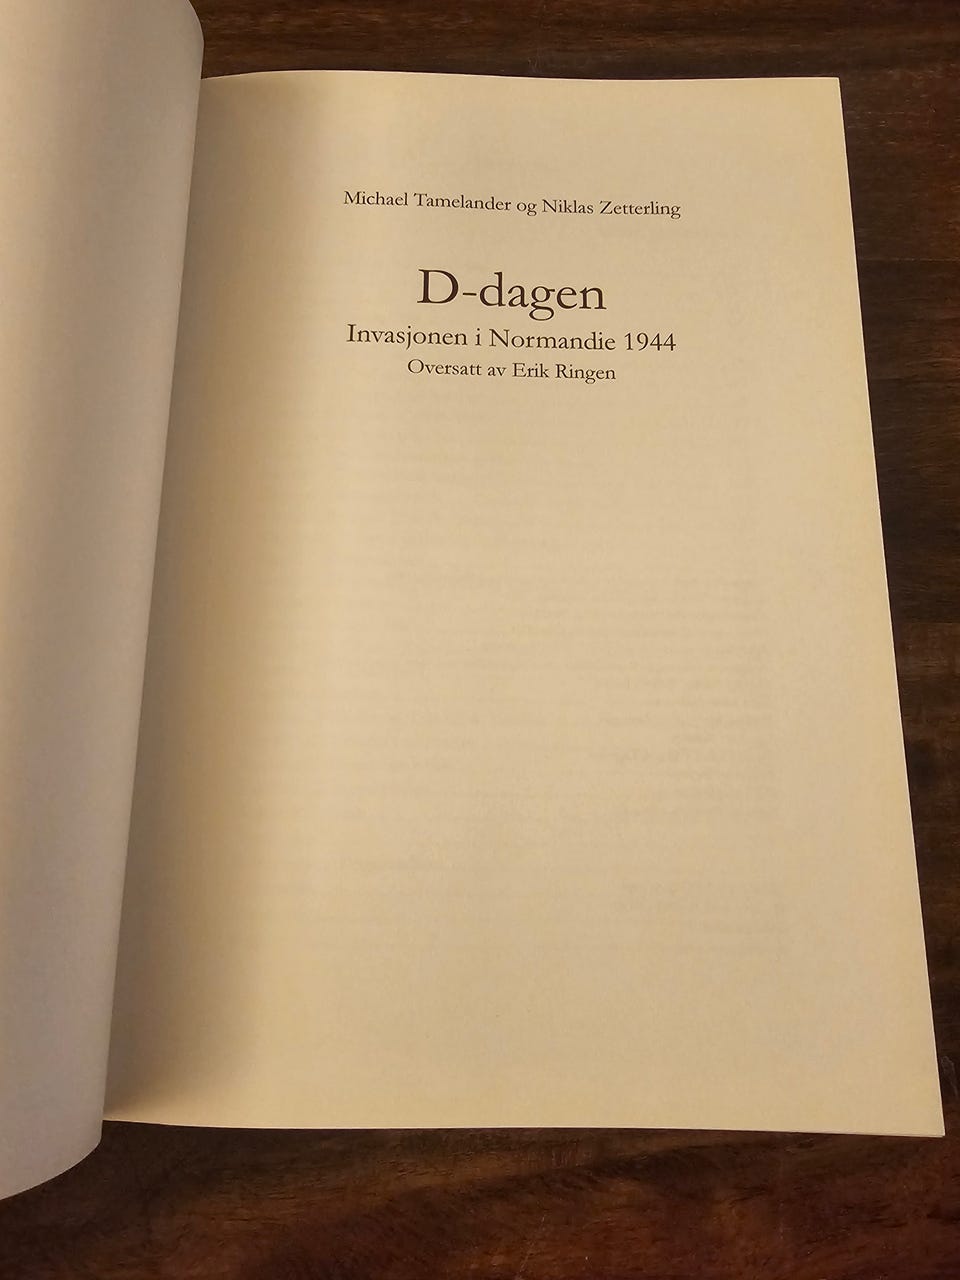 Michael Tamelander og Niklas Zetterling
D-dagen
Invasjonen i Normandie 1944
Oversatt av Erik Ringen